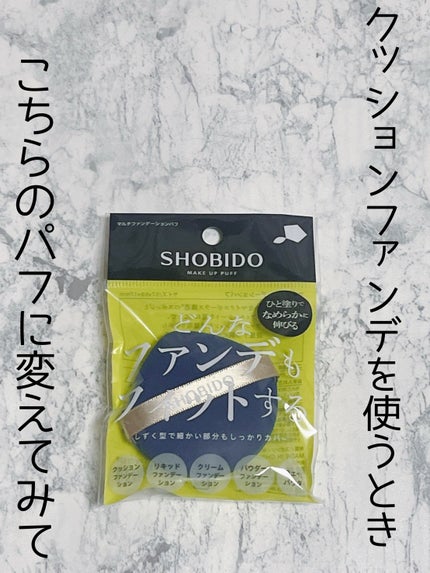 クッションファンデを使うとき
こちらのパフに変えてみて
マルチファンデーションパフ
SHOBIDO
MAKE UP PUFF
ひと塗りで
なめらかに
伸びる
どんな
ファンデも
フィットする
SHOBIDO
しずく型で細かい部分もしっかりカバー
クッション
ファンデー
ション
リキッド
ファンデー
ション
クリーム
ファンデー
ション
パウダー
ファンデー
ション